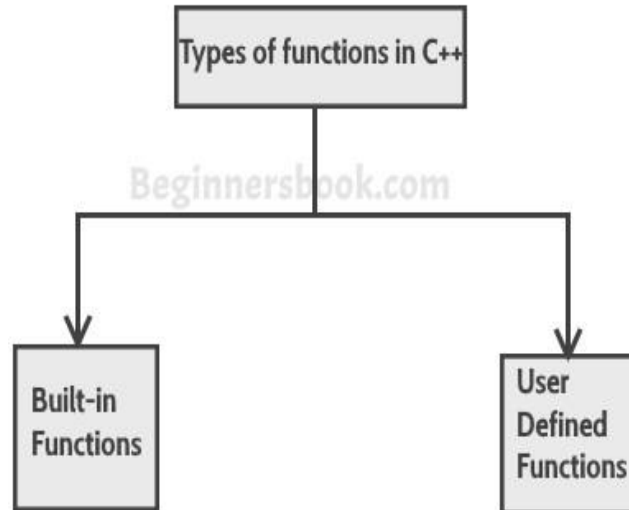 Types of functions in C++
Beginnersbook.com
Built-in
Functions
User
Defined
Functions